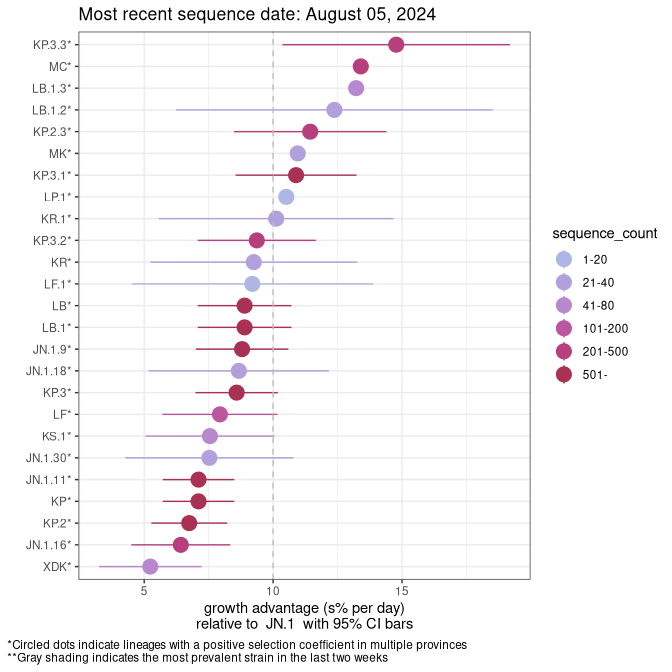 Most recent sequence date: August 05, 2024
KP.3.3*
MC*
LB.1.3*
LB.1.2*
KP.2.3*
MK*
KP.3.1*
LP.1*
KR.1*
KP.3.2*
KR*
LF.1*
LB*
LB.1*
JN.1.9*
JN.1.18*
KP.3*
LF*
KS.1*
JN.1.30*
JN.1.11*
KP*
KP.2*
JN.1.16*
XDK*
5 10 15
growth advantage (s% per day)
relative to JN.1 with 95% CI bars
sequence_count
1-20
21-40
41-80
101-200
201-500
501-
*Circled dots indicate lineages with a positive selection coefficient in multiple provinces
**Gray shading indicates the most prevalent strain in the last two weeks